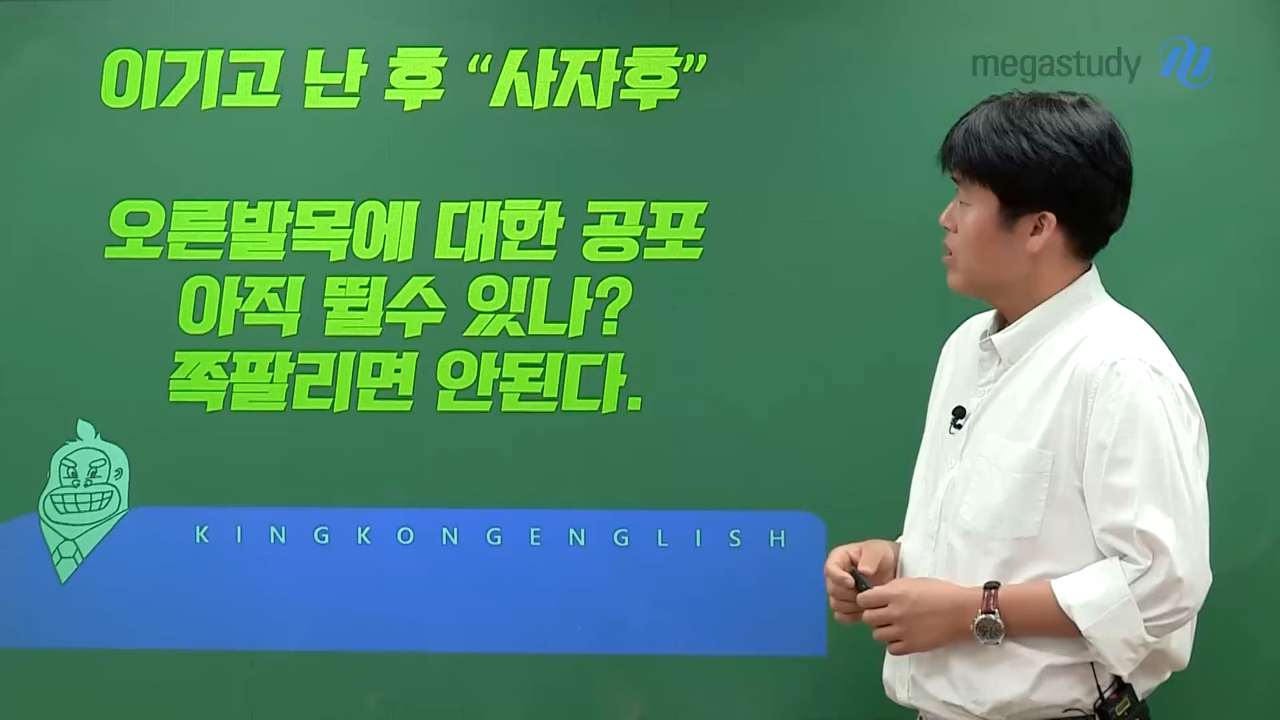 이기고 난 후 “사자후”
megastudy
오른발목에 대한 공포
아직 뛸수 있나?
쪽팔리면 안된다.
KINGKONGENGLISH